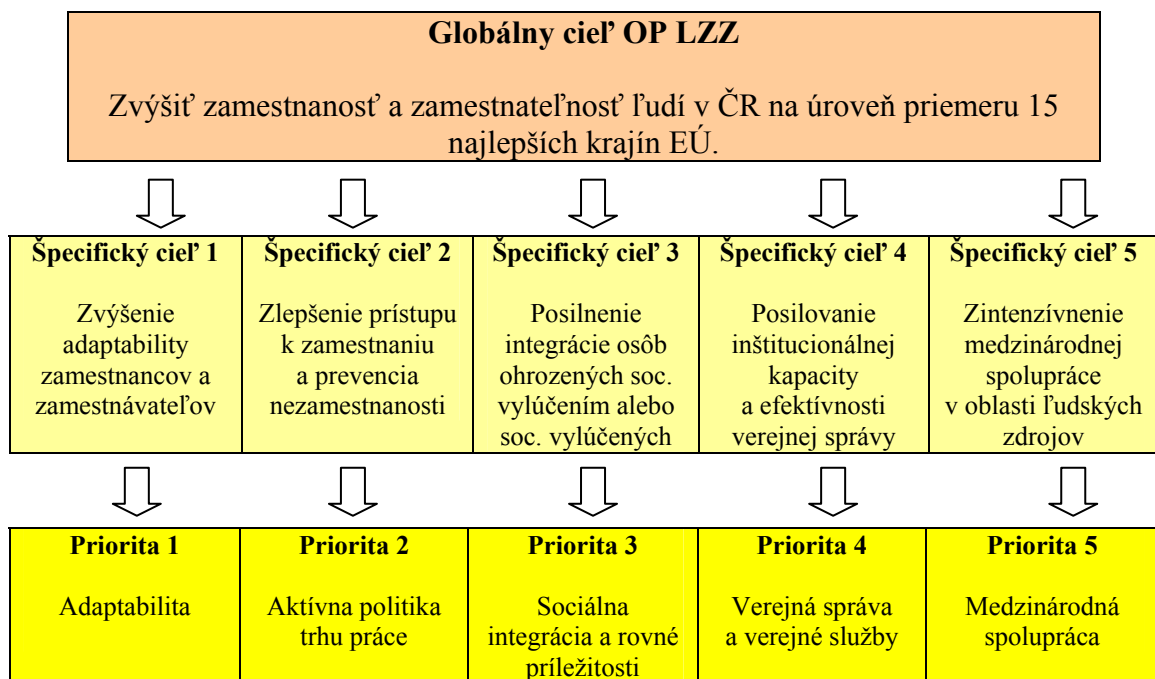 Globálny cieľ OP LZZ
Zvýšiť zamestnanosť a zamestnateľnosť ľudí v ČR na úroveň priemeru 15
najlepších krajín EÚ.
Špecifický cieľ 1
Zvýšenie
adaptability
zamestnancov a
zamestnávateľov
Špecifický cieľ 2
Zlepšenie prístupu
k zamestnaniu
a prevencia
nezamestnanosti
Špecifický cieľ 3
Posilnenie
integrácie osôb
ohrozených soc.
vylúčením alebo
soc. vylúčených
Špecifický cieľ 4
Posilovanie
inštitucionálnej
kapacity
a efektívnosti
verejnej správy
Špecifický cieľ 5
Zintenzívnenie
medzinárodnej
spolupráce
v oblasti ľudských
zdrojov
Priorita 1
Adaptabilita
Priorita 2
Aktívna politika
trhu práce
Priorita 3
Sociálna
integrácia a rovné
príležitosti
Priorita 4
Verejná správa
a verejné služby
Priorita 5
Medzinárodná
spolupráca